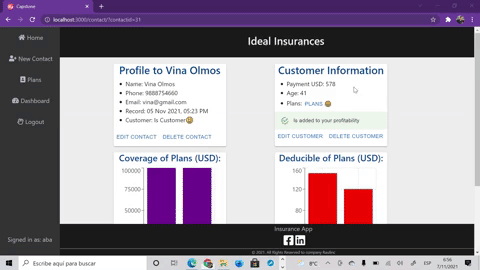 Capstone
localhost:3000/contact/?contactid=31
Home
New Contact
Plans
Dashboard
Logout
Signed in as: aba
Ideal Insurances
Profile to Vina Olmos
Name: Vina Olmos
Phone: 9888754660
Email: vina@gmail.com
Record: 05 Nov 2021, 05:23 PM
Customer: Is Customer
EDIT CONTACT DELETE CONTACT
Customer Information
Payment USD: 578
Age: 41
Plans: PLANS
Is added to your profitability
EDIT CUSTOMER DELETE CUSTOMER
Coverage of Plans (USD):
100000
75000
50000
Deducible of Plans (USD):
160
120
80
Insurance App
© 2021. All Rights Reserved to company
Escribe aquí para buscar
8°C
ESP
6:56
7/11/2021